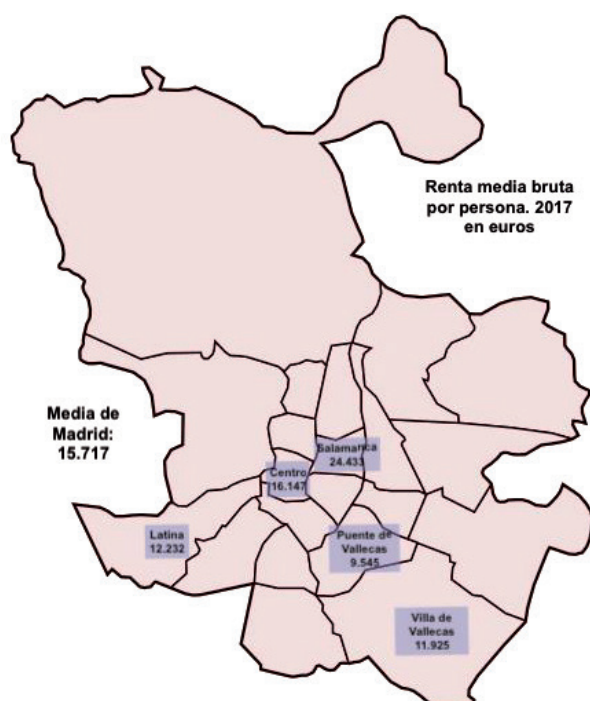 Renta media bruta
por persona. 2017
en euros
Media de
Madrid:
15.717
Salamanca
24.433
Centro
16.147
Latina
12.232
Puente de
Vallecas
9.545
Villa de
Vallecas
11.925